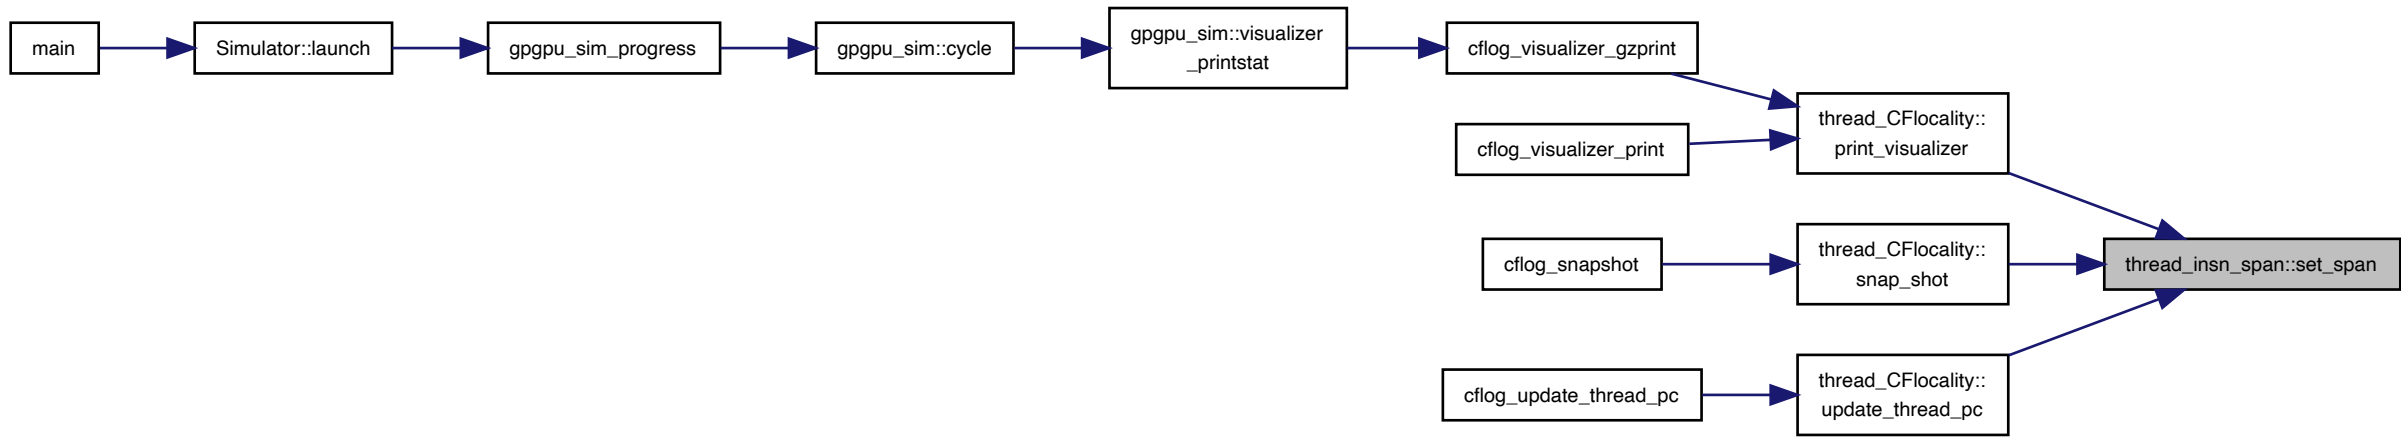 main
Simulator::launch
gpgpu_sim_progress
gpgpu_sim::cycle
gpgpu_sim::visualizer
_printstat
cflog_visualizer_gzprint
cflog_visualizer_print
thread_CFlocality::
print_visualizer
cflog_snapshot
thread_CFlocality::
snap_shot
thread_insn_span::set_span
cflog_update_thread_pc
thread_CFlocality::
update_thread_pc